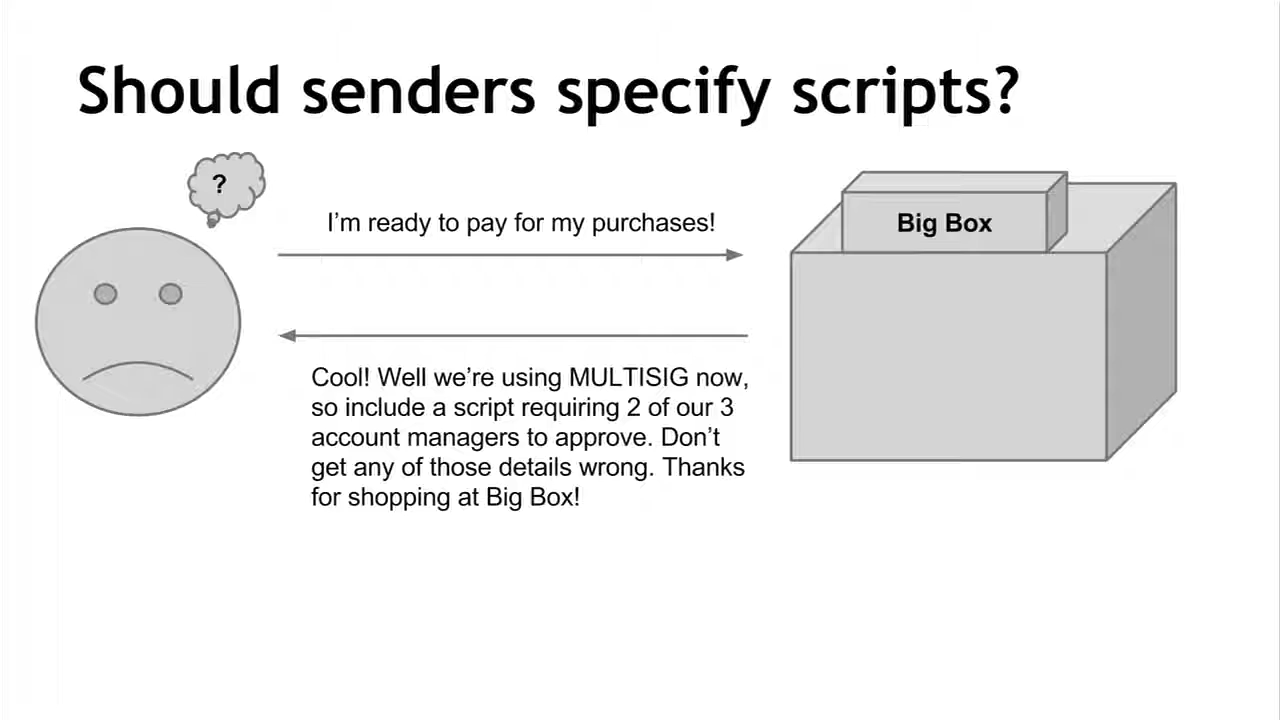 Should senders specify scripts?
?
I'm ready to pay for my purchases!
Big Box
Cool! Well we're using MULTISIG now,
so include a script requiring 2 of our 3
account managers to approve. Don't
get any of those details wrong. Thanks
for shopping at Big Box!